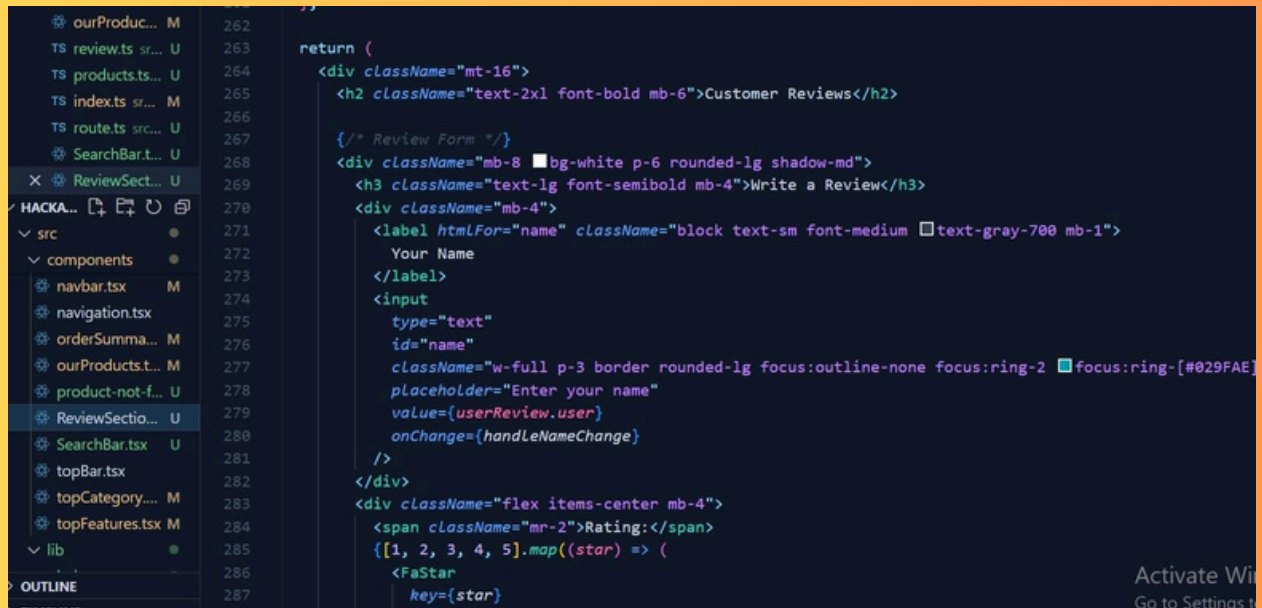 ourProduc... M
TS review.ts sr... U
TS products.ts... U
TS index.ts sr... M
TS route.ts src... U
SearchBar.t... U
ReviewSect... U
HACKA...
src
components
navbar.tsx M
navigation.tsx
orderSumma... M
ourProducts.t... M
product-not-f... U
ReviewSectio... U
SearchBar.tsx U
topBar.tsx
topCategory.... M
topFeatures.tsx M
lib
OUTLINE
262
263 return (
264 <div className="mt-16">
265 <h2 className="text-2xl font-bold mb-6">Customer Reviews</h2>
266
267 {/* Review Form */}
268 <div className="mb-8 bg-white p-6 rounded-lg shadow-md">
269 <h3 className="text-lg font-semibold mb-4">Write a Review</h3>
270 <div className="mb-4">
271 <label htmlFor="name" className="block text-sm font-medium text-gray-700 mb-1">
272 Your Name
273 </label>
274 <input
275 type="text"
276 id="name"
277 className="w-full p-3 border rounded-lg focus:outline-none focus:ring-2 focus:ring-[#029FAE]
278 placeholder="Enter your name"
279 value={userReview.user}
280 onChange={handleNameChange}
281 />
282 </div>
283 <div className="flex items-center mb-4">
284 <span className="mr-2">Rating:</span>
285 {[1, 2, 3, 4, 5].map((star) => (
286 <FaStar
287 key={star}
Activate Wi
Go to Settings t